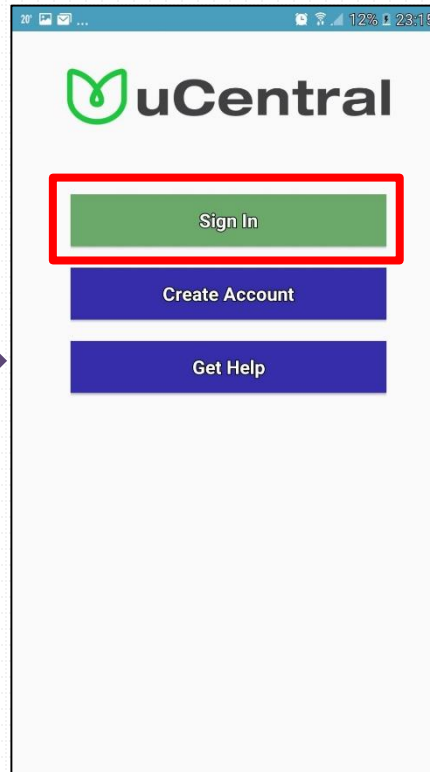 20° ... 12% 23:15
uCentral
Sign In
Create Account
Get Help